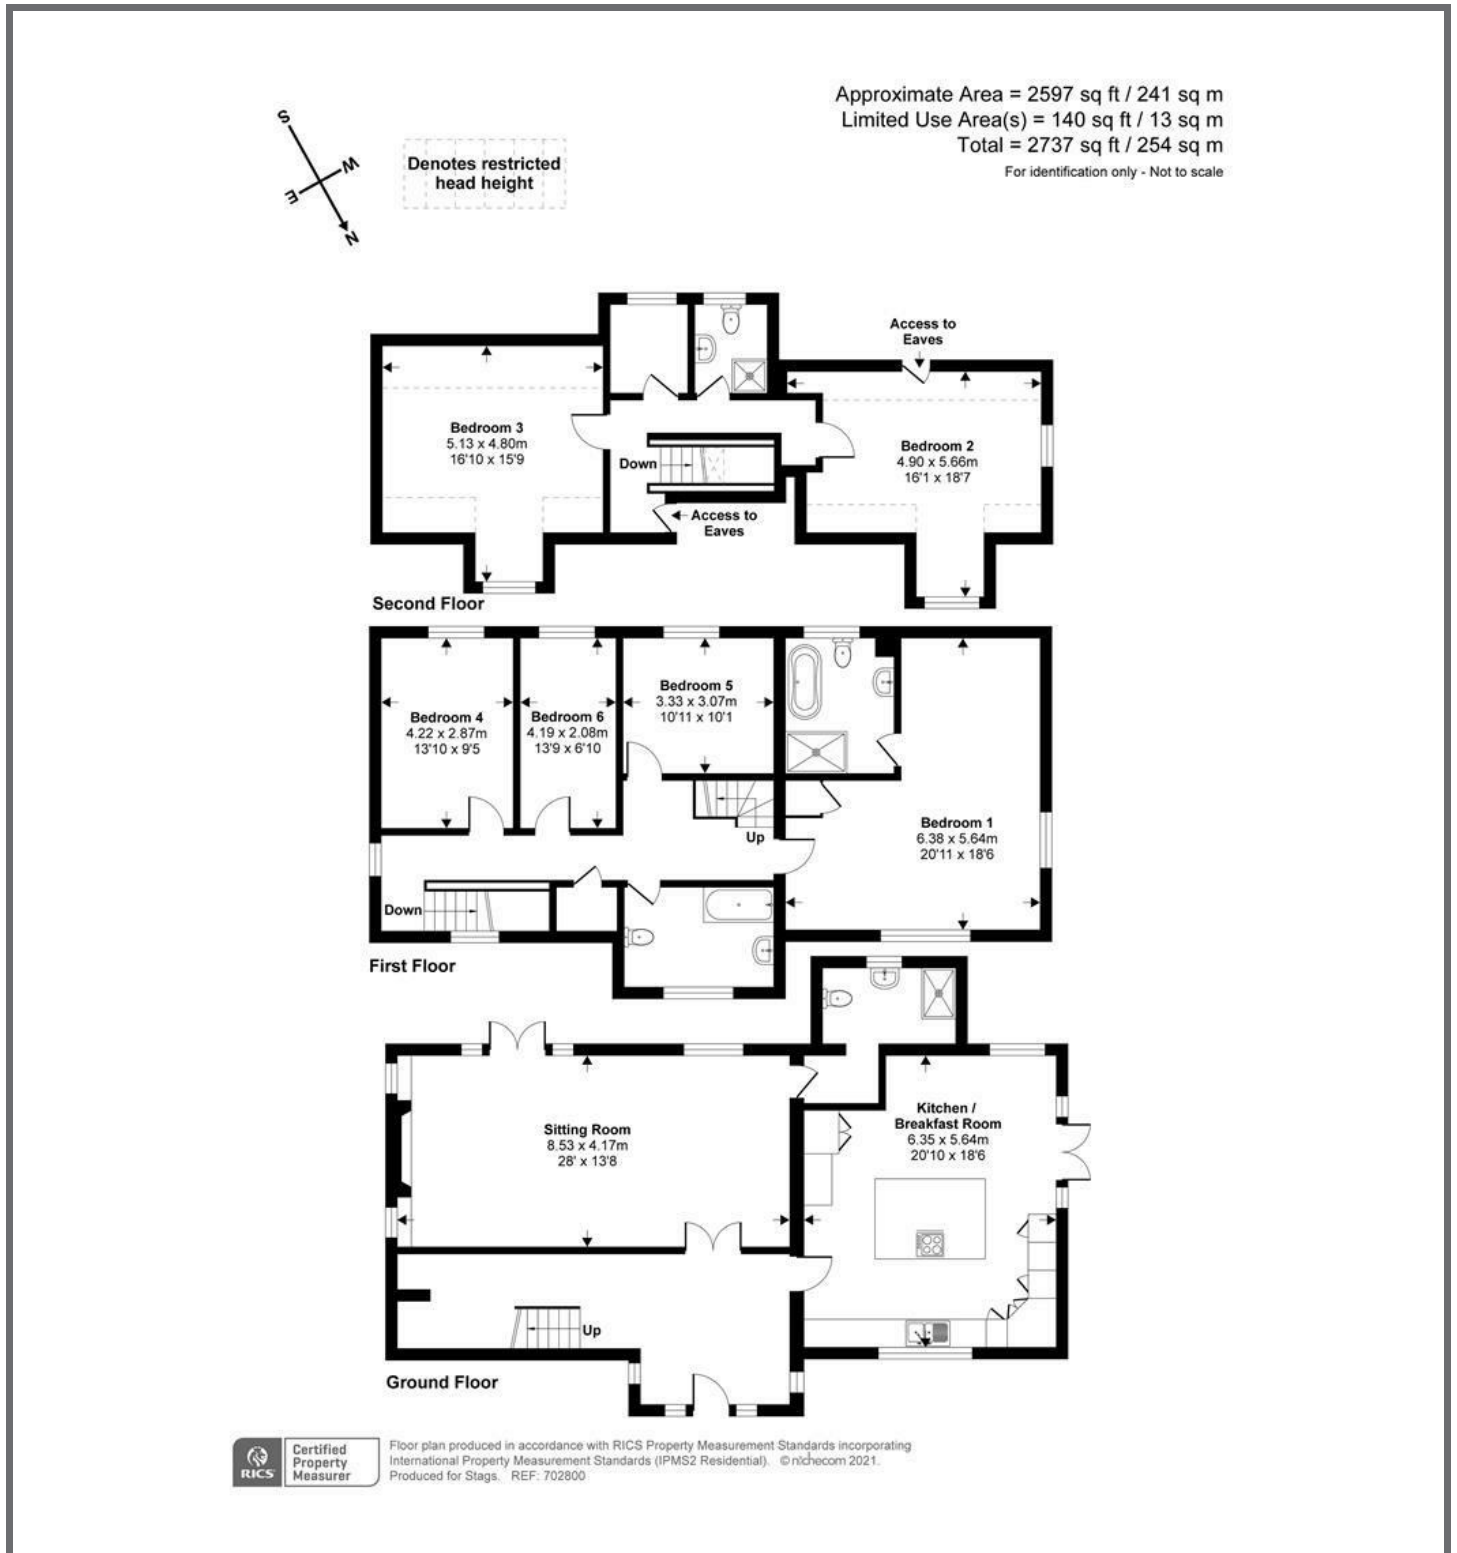 Approximate Area = 2597 sq ft / 241 sq m
Limited Use Area(s) = 140 sq ft / 13 sq m
Total = 2737 sq ft / 254 sq m
For identification only - Not to scale
S
W
E
N
Denotes restricted
head height
Access to
Eaves
Bedroom 3
5.13 x 4.80m
16'10 x 15'9
Bedroom 2
4.90 x 5.66m
16'1 x 18'7
Down
Access to
Eaves
Second Floor
Bedroom 4
4.22 x 2.87m
13'10 x 9'5
Bedroom 6
4.19 x 2.08m
13'9 x 6'10
Bedroom 5
3.33 x 3.07m
10'11 x 10'1
Bedroom 1
6.38 x 5.64m
20'11 x 18'6
Up
Down
First Floor
Sitting Room
8.53 x 4.17m
28' x 13'8
Kitchen /
Breakfast Room
6.35 x 5.64m
20'10 x 18'6
Up
Ground Floor
RICS
Certified
Property
Measurer
Floor plan produced in accordance with RICS Property Measurement Standards incorporating
International Property Measurement Standards (IPMS2 Residential). © nichecom 2021.
Produced for Stags. REF: 702800